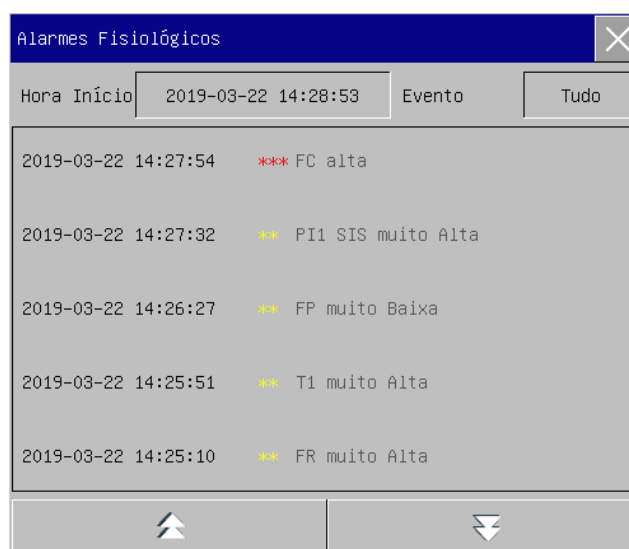 Alarmes Fisiológicos
Hora Início 2019-03-22 14:28:53 Evento Tudo
2019-03-22 14:27:54 *** FC alta
2019-03-22 14:27:32 ** PI1 SIS muito Alta
2019-03-22 14:26:27 ** FP muito Baixa
2019-03-22 14:25:51 ** T1 muito Alta
2019-03-22 14:25:10 ** FR muito Alta